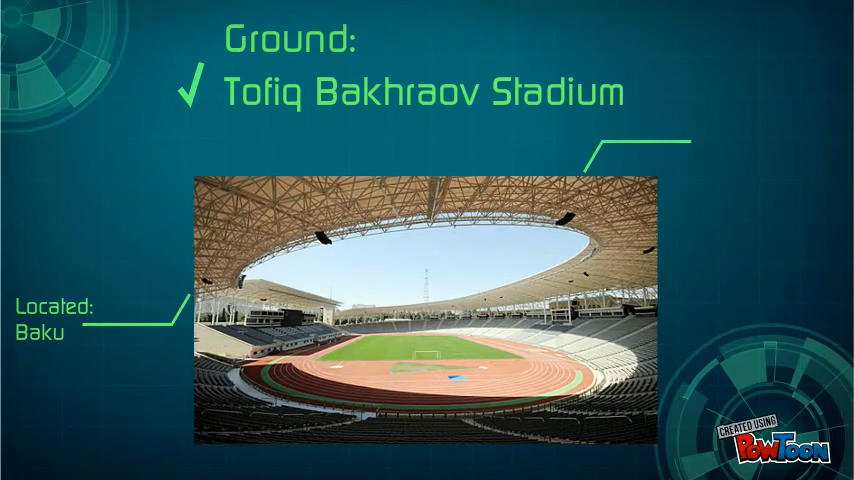 Ground:
Tofiq Bakhraov Stadium
Located:
Baku
CREATED USING
POWTOON